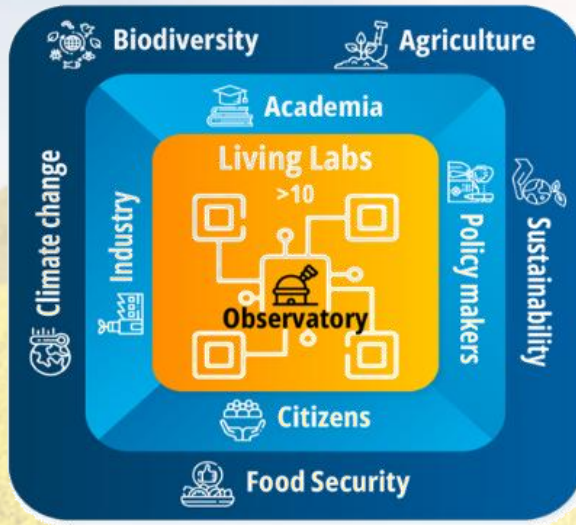 Biodiversity
Agriculture
Academia
Living Labs
>10
Climate change
Industry
Policy makers
Sustainability
Observatory
Citizens
Food Security